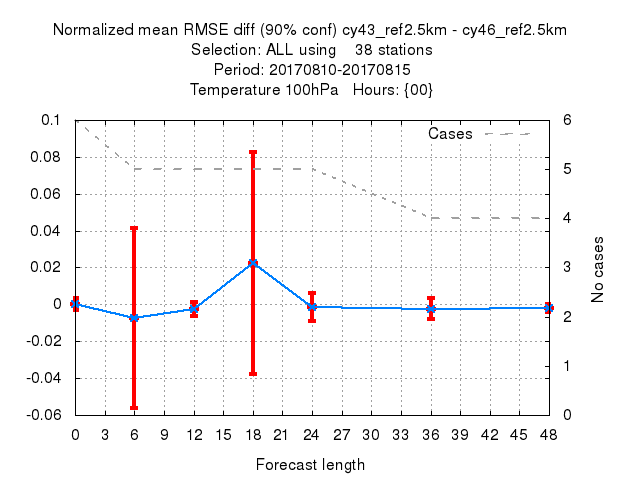 Normalized mean RMSE diff (90% conf) cy43_ref2.5km - cy46_ref2.5km
Selection: ALL using 38 stations
Period: 20170810-20170815
Temperature 100hPa Hours: {00}
Cases
0.1
0.08
0.06
0.04
0.02
0
-0.02
-0.04
-0.06
6
5
4
3
2
1
0
No cases
0 3 6 9 12 15 18 21 24 27 30 33 36 39 42 45 48
Forecast length